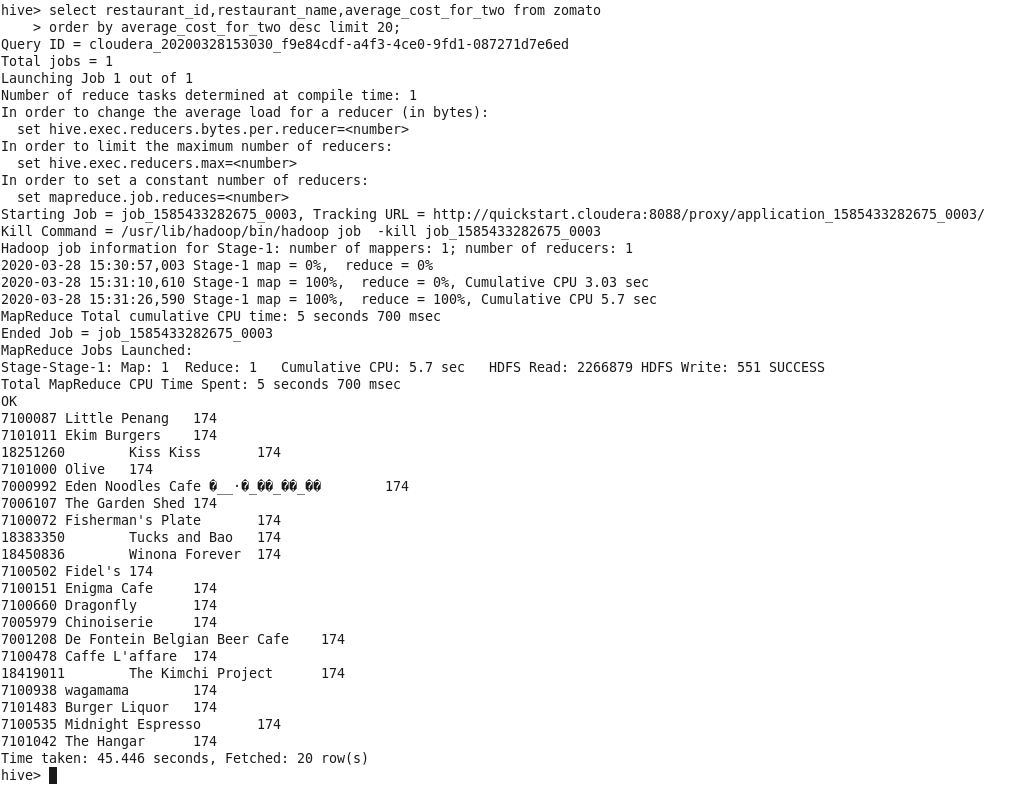 hive> select restaurant_id,restaurant_name,average_cost_for_two from zomato
    > order by average_cost_for_two desc limit 20;
Query ID = cloudera_20200328153030_f9e84cdf-a4f3-4ce0-9fd1-087271d7e6ed
Total jobs = 1
Launching Job 1 out of 1
Number of reduce tasks determined at compile time: 1
In order to change the average load for a reducer (in bytes):
  set hive.exec.reducers.bytes.per.reducer=<number>
In order to limit the maximum number of reducers:
  set hive.exec.reducers.max=<number>
In order to set a constant number of reducers:
  set mapreduce.job.reduces=<number>
Starting Job = job_1585433282675_0003, Tracking URL = http://quickstart.cloudera:8088/proxy/application_1585433282675_0003/
Kill Command = /usr/lib/hadoop/bin/hadoop job  -kill job_1585433282675_0003
Hadoop job information for Stage-1: number of mappers: 1; number of reducers: 1
2020-03-28 15:30:57,003 Stage-1 map = 0%,  reduce = 0%
2020-03-28 15:31:10,610 Stage-1 map = 100%,  reduce = 0%, Cumulative CPU 3.03 sec
2020-03-28 15:31:26,590 Stage-1 map = 100%,  reduce = 100%, Cumulative CPU 5.7 sec
MapReduce Total cumulative CPU time: 5 seconds 700 msec
Ended Job = job_1585433282675_0003
MapReduce Jobs Launched:
Stage-Stage-1: Map: 1  Reduce: 1   Cumulative CPU: 5.7 sec   HDFS Read: 2266879 HDFS Write: 551 SUCCESS
Total MapReduce CPU Time Spent: 5 seconds 700 msec
OK
7100087 Little Penang   174
7101011 Ekim Burgers    174
18251260        Kiss Kiss       174
7101000 Olive   174
7000992 Eden Noodles Cafe �__·�_��_��_��        174
7006107 The Garden Shed 174
7100072 Fisherman's Plate       174
18383350        Tucks and Bao   174
18450836        Winona Forever  174
7100502 Fidel's 174
7100151 Enigma Cafe     174
7100660 Dragonfly       174
7005979 Chinoiserie     174
7001208 De Fontein Belgian Beer Cafe    174
7100478 Caffe L'affare  174
18419011        The Kimchi Project      174
7100938 wagamama        174
7101483 Burger Liquor   174
7100535 Midnight Espresso       174
7101042 The Hangar      174
Time taken: 45.446 seconds, Fetched: 20 row(s)
hive>